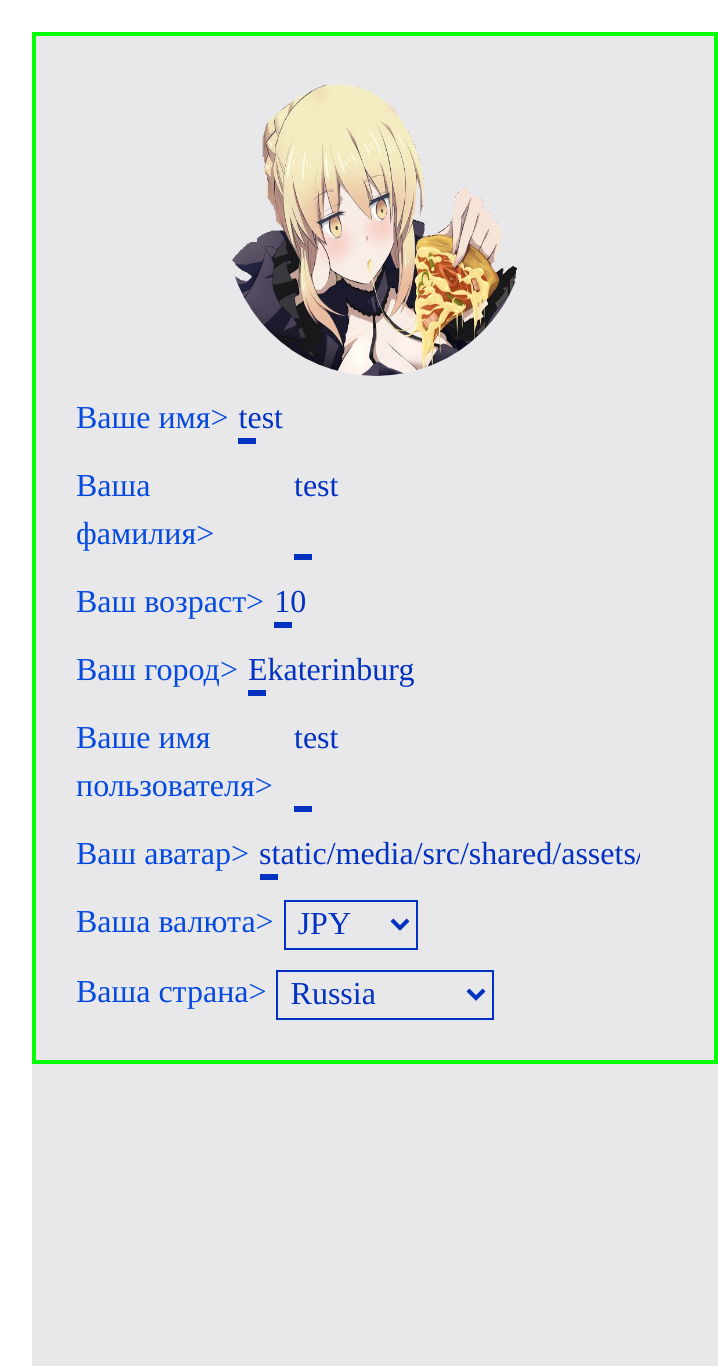 Ваше имя> test
Ваша test
фамилия>
Ваш возраст> 10
Ваш город> Ekaterinburg
Ваше имя test
пользователя>
Ваш аватар> static/media/src/shared/assets/
Ваша валюта> JPY
Ваша страна> Russia